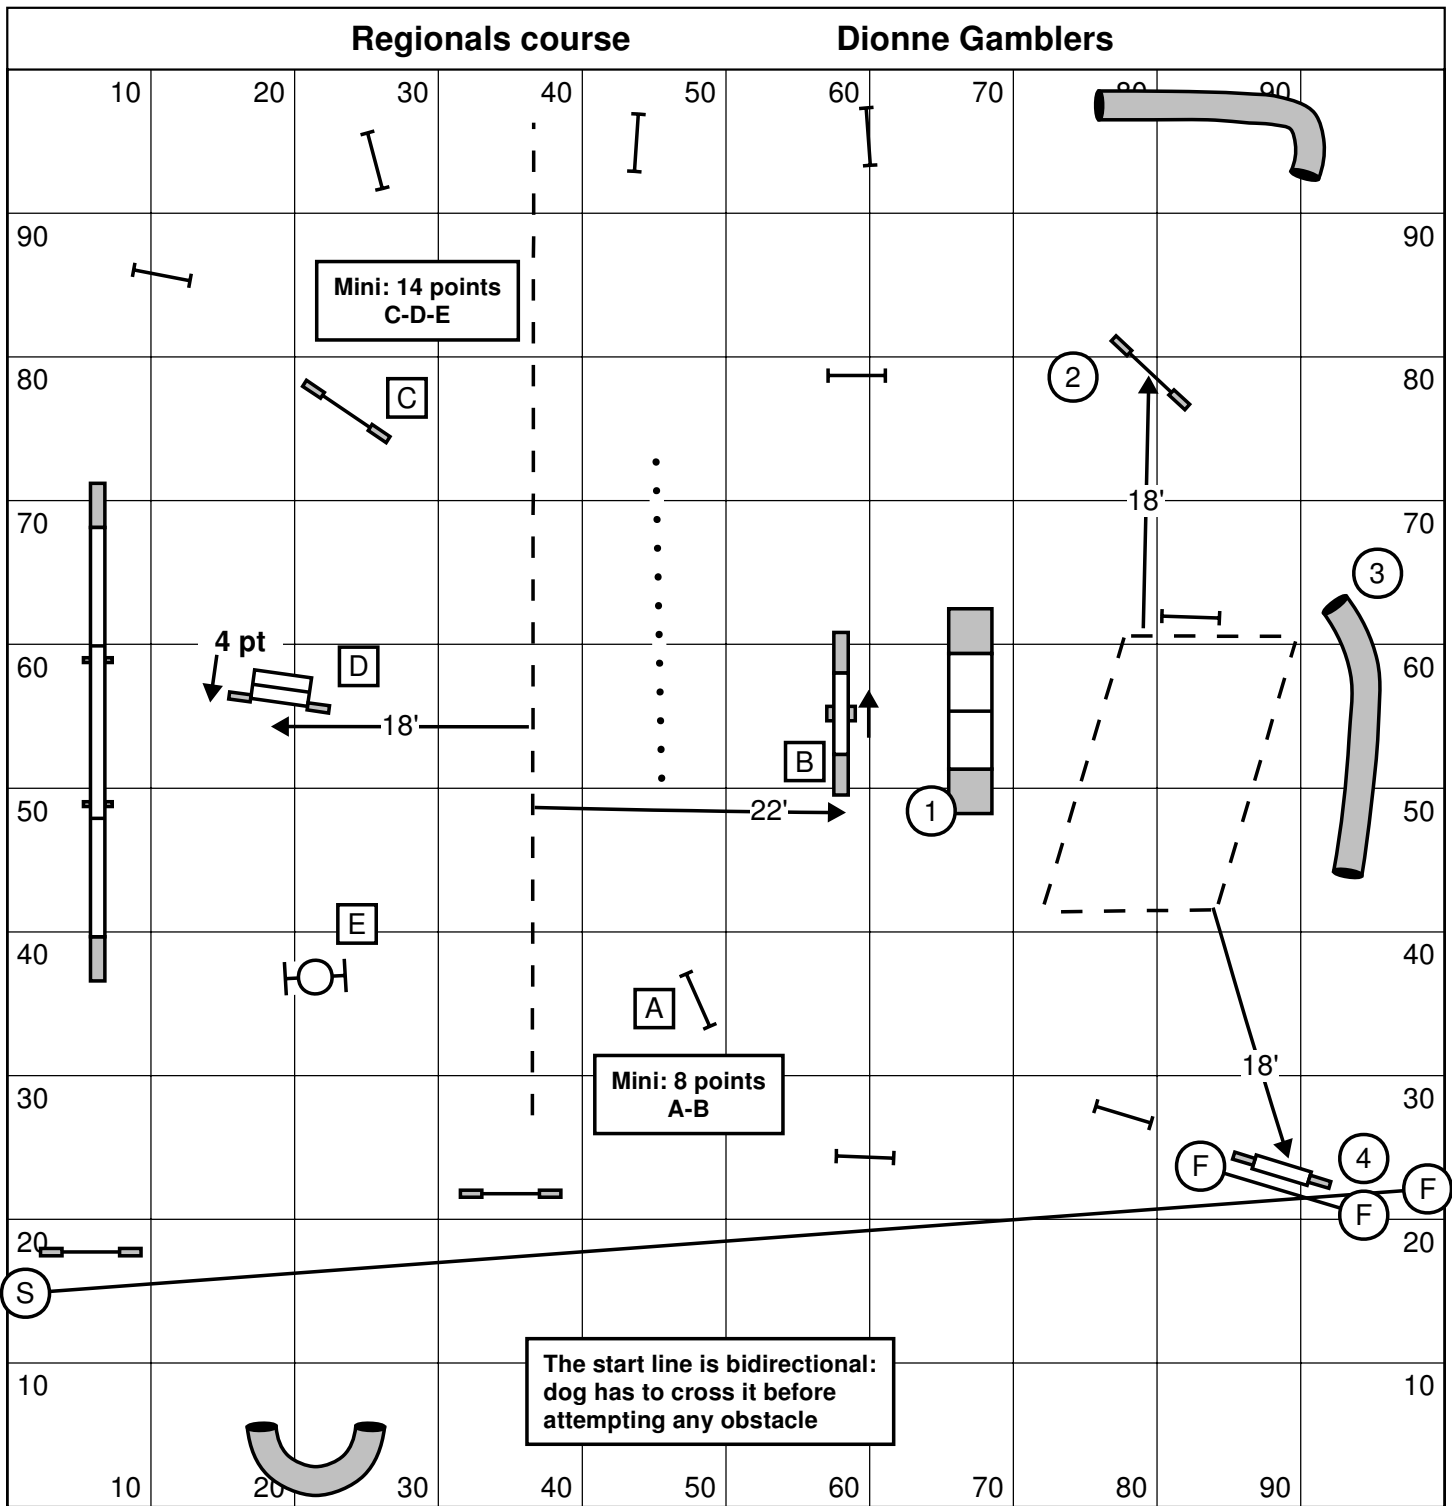 Regionals course Dionne Gamblers
10 20 30 40 50 60 70 80 90
90 90
Mini: 14 points
C-D-E
80 C 2 80
70 18' 70
3
4 pt
60 D 60
18'
B
50 22' 1 50
E
40 40
A
18'
Mini: 8 points
30 A-B 30
F 4 F
F
20 20
S
The start line is bidirectional:
10 dog has to cross it before 10
attempting any obstacle
10 20 30 40 50 60 70 80 90